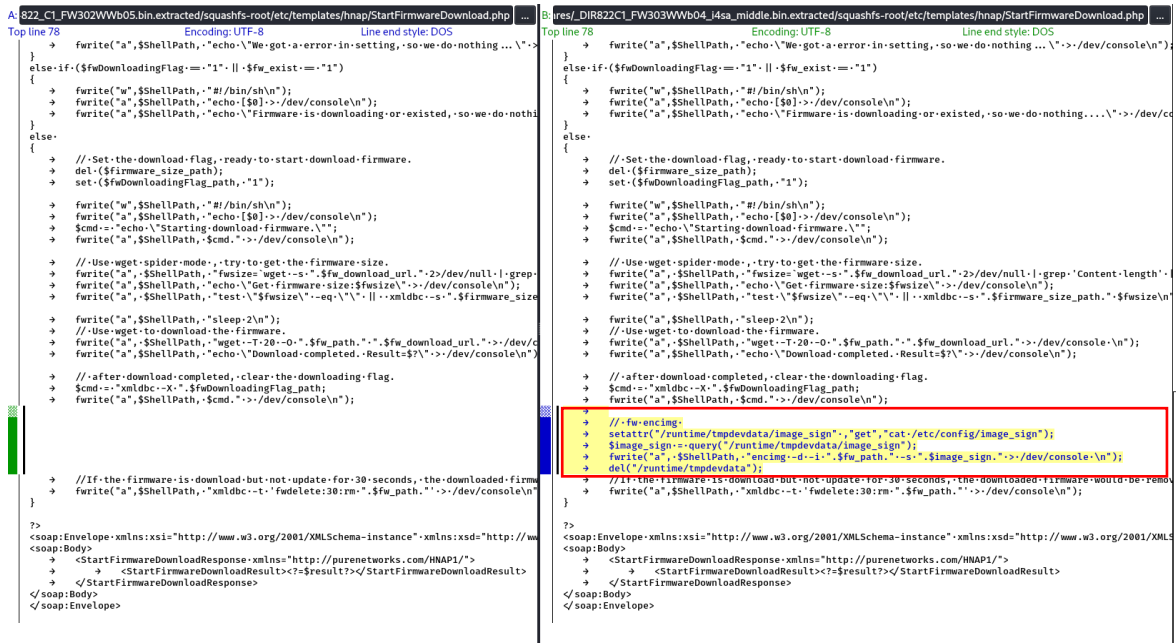 A: 822_C1_FW302WWb05.bin.extracted/squashfs-root/etc/templates/hnap/StartFirmwareDownload.php ...
Top line 78 Encoding: UTF-8 Line end style: DOS
→ fwrite("a",$ShellPath,·"echo·\"We·got·a·error·in·setting,·so·we·do·nothing...\"·>
}
else·if·($fwDownloadingFlag·==·"1"·||·$fw_exist·==·"1")
{
→ fwrite("w",$ShellPath,·"#!/bin/sh\n");
→ fwrite("a",$ShellPath,·"echo·[$0]·>·/dev/console\n");
→ fwrite("a",$ShellPath,·"echo·\"Firmware·is·downloading·or·existed,·so·we·do·nothi
}
else·
{
→ //·Set·the·download·flag,·ready·to·start·download·firmware.
→ del·($firmware_size_path);
→ set·($fwDownloadingFlag_path,·"1");
→ fwrite("w",$ShellPath,·"#!/bin/sh\n");
→ fwrite("a",$ShellPath,·"echo·[$0]·>·/dev/console\n");
→ $cmd·=·"echo·\"Starting·download·firmware.\"";
→ fwrite("a",$ShellPath,·$cmd."·>·/dev/console\n");
→ //·Use·wget·spider·mode·,·try·to·get·the·firmware·size.
→ fwrite("a",·$ShellPath,·"fwsize=`wget·-s·".$fw_download_url."·2>/dev/null·|·grep·
→ fwrite("a",$ShellPath,·"echo·\"Get·firmware·size:$fwsize\">·/dev/console\n");
→ fwrite("a",·$ShellPath,·"test·\"$fwsize\"·-eq·\"\"·||··xmldbc·-s·".$firmware_size
→ fwrite("a",$ShellPath,·"sleep·2\n");
→ //·Use·wget·to·download·the·firmware.
→ fwrite("a",·$ShellPath,·"wget·-T·20·-O·".$fw_path."·".$fw_download_url."·>·/dev/c
→ fwrite("a",$ShellPath,·"echo·\"Download·completed.·Result=$?\"·>·/dev/console\n")
→ //·after·download·completed,·clear·the·downloading·flag.
→ $cmd·=·"xmldbc·-X·".$fwDownloadingFlag_path;
→ fwrite("a",$ShellPath,·$cmd."·>·/dev/console\n");
→ //If·the·firmware·is·download·but·not·update·for·30·seconds,·the·downloaded·firmw
→ fwrite("a",·$ShellPath,·"xmldbc·-t·'fwdelete:30:rm·".$fw_path."'·>·/dev/console\n"
}
?>
<soap:Envelope·xmlns:xsi="http://www.w3.org/2001/XMLSchema-instance"·xmlns:xsd="http://ww
<soap:Body>
→ <StartFirmwareDownloadResponse·xmlns="http://purenetworks.com/HNAP1/">
→ → <StartFirmwareDownloadResult><?=$result?></StartFirmwareDownloadResult>
→ </StartFirmwareDownloadResponse>
</soap:Body>
</soap:Envelope>
B: ires/_DIR822C1_FW303WWb04_i4sa_middle.bin.extracted/squashfs-root/etc/templates/hnap/StartFirmwareDownload.php ...
Top line 78 Encoding: UTF-8 Line end style: DOS
→ fwrite("a",$ShellPath,·"echo·\"We·got·a·error·in·setting,·so·we·do·nothing...\"·>·/dev/console\n");
}
else·if·($fwDownloadingFlag·==·"1"·||·$fw_exist·==·"1")
{
→ fwrite("w",$ShellPath,·"#!/bin/sh\n");
→ fwrite("a",$ShellPath,·"echo·[$0]·>·/dev/console\n");
→ fwrite("a",$ShellPath,·"echo·\"Firmware·is·downloading·or·existed,·so·we·do·nothing....\"·>·/dev/co
}
else·
{
→ //·Set·the·download·flag,·ready·to·start·download·firmware.
→ del·($firmware_size_path);
→ set·($fwDownloadingFlag_path,·"1");
→ fwrite("w",$ShellPath,·"#!/bin/sh\n");
→ fwrite("a",$ShellPath,·"echo·[$0]·>·/dev/console\n");
→ $cmd·=·"echo·\"Starting·download·firmware.\"";
→ fwrite("a",$ShellPath,·$cmd."·>·/dev/console\n");
→ //·Use·wget·spider·mode·,·try·to·get·the·firmware·size.
→ fwrite("a",·$ShellPath,·"fwsize=`wget·-s·".$fw_download_url."·2>/dev/null·|·grep·'Content·length'·|
→ fwrite("a",$ShellPath,·"echo·\"Get·firmware·size:$fwsize\">·/dev/console\n");
→ fwrite("a",·$ShellPath,·"test·\"$fwsize\"·-eq·\"\"·||··xmldbc·-s·".$firmware_size_path."·$fwsize\n"
→ fwrite("a",$ShellPath,·"sleep·2\n");
→ //·Use·wget·to·download·the·firmware.
→ fwrite("a",·$ShellPath,·"wget·-T·20·-O·".$fw_path."·".$fw_download_url."·>·/dev/console·\n");
→ fwrite("a",$ShellPath,·"echo·\"Download·completed.·Result=$?\"·>·/dev/console\n");
→ //·after·download·completed,·clear·the·downloading·flag.
→ $cmd·=·"xmldbc·-X·".$fwDownloadingFlag_path;
→ fwrite("a",$ShellPath,·$cmd."·>·/dev/console\n");
→
→ //·fw·encimg·
→ setattr("/runtime/tmpdevdata/image_sign"·,"get","cat·/etc/config/image_sign");
→ $image_sign·=·query("/runtime/tmpdevdata/image_sign");
→ fwrite("a",·$ShellPath,·"encimg·-d·-i·".$fw_path."·-s·".$image_sign."·>·/dev/console·\n");
→ del("/runtime/tmpdevdata");
→ //If·the·firmware·is·download·but·not·update·for·30·seconds,·the·downloaded·firmware·would·be·remov
→ fwrite("a",·$ShellPath,·"xmldbc·-t·'fwdelete:30:rm·".$fw_path."'·>·/dev/console\n");
}
?>
<soap:Envelope·xmlns:xsi="http://www.w3.org/2001/XMLSchema-instance"·xmlns:xsd="http://www.w3.org/2001/XMLS
<soap:Body>
→ <StartFirmwareDownloadResponse·xmlns="http://purenetworks.com/HNAP1/">
→ → <StartFirmwareDownloadResult><?=$result?></StartFirmwareDownloadResult>
→ </StartFirmwareDownloadResponse>
</soap:Body>
</soap:Envelope>